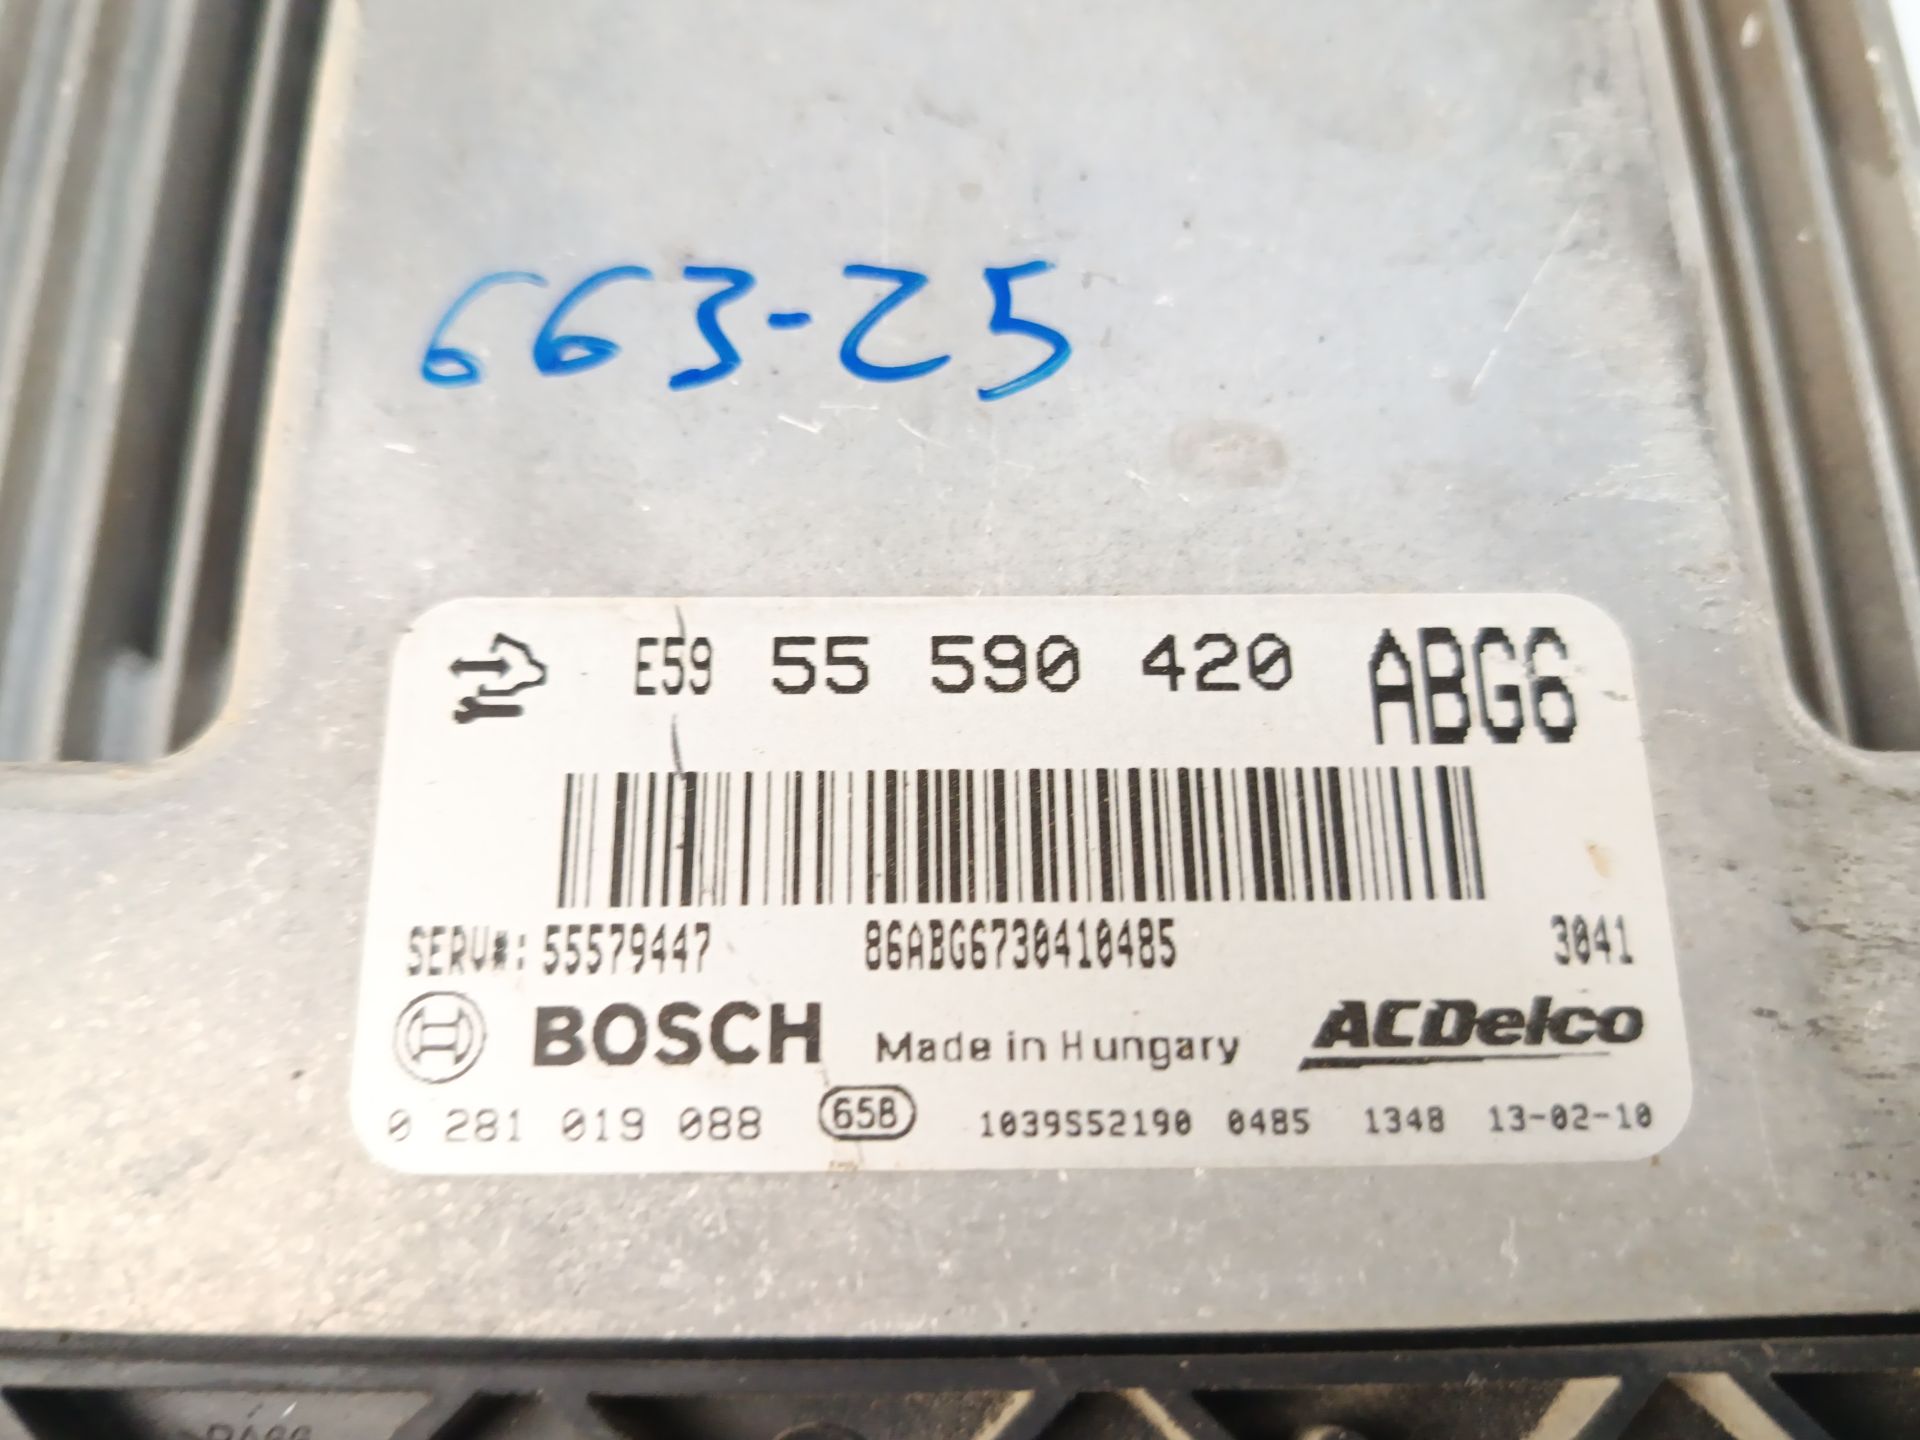 663-25
E59 55 590 420 ABG6
SERV#: 55579447 86ABG6730410485 3041
BOSCH Made in Hungary ACDelco
0 281 019 088 65B 1039S52190 0485 1348 13-02-10